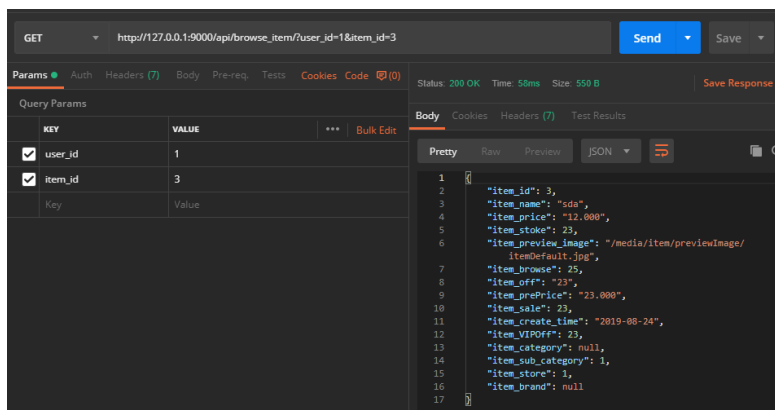 GET http://127.0.0.1:9000/api/browse_item/?user_id=1&item_id=3 Send Save
Params Auth Headers (7) Body Pre-req. Tests Cookies Code (0)
Query Params
KEY VALUE ••• Bulk Edit
user_id 1
item_id 3
Key Value
Status: 200 OK Time: 58ms Size: 550 B Save Response
Body Cookies Headers (7) Test Results
Pretty Raw Preview JSON
1 {
2 "item_id": 3,
3 "item_name": "sda",
4 "item_price": "12.000",
5 "item_stoke": 23,
6 "item_preview_image": "/media/item/previewImage/
itemDefault.jpg",
7 "item_browse": 25,
8 "item_off": "23",
9 "item_prePrice": "23.000",
10 "item_sale": 23,
11 "item_create_time": "2019-08-24",
12 "item_VIPOff": 23,
13 "item_category": null,
14 "item_sub_category": 1,
15 "item_store": 1,
16 "item_brand": null
17 }